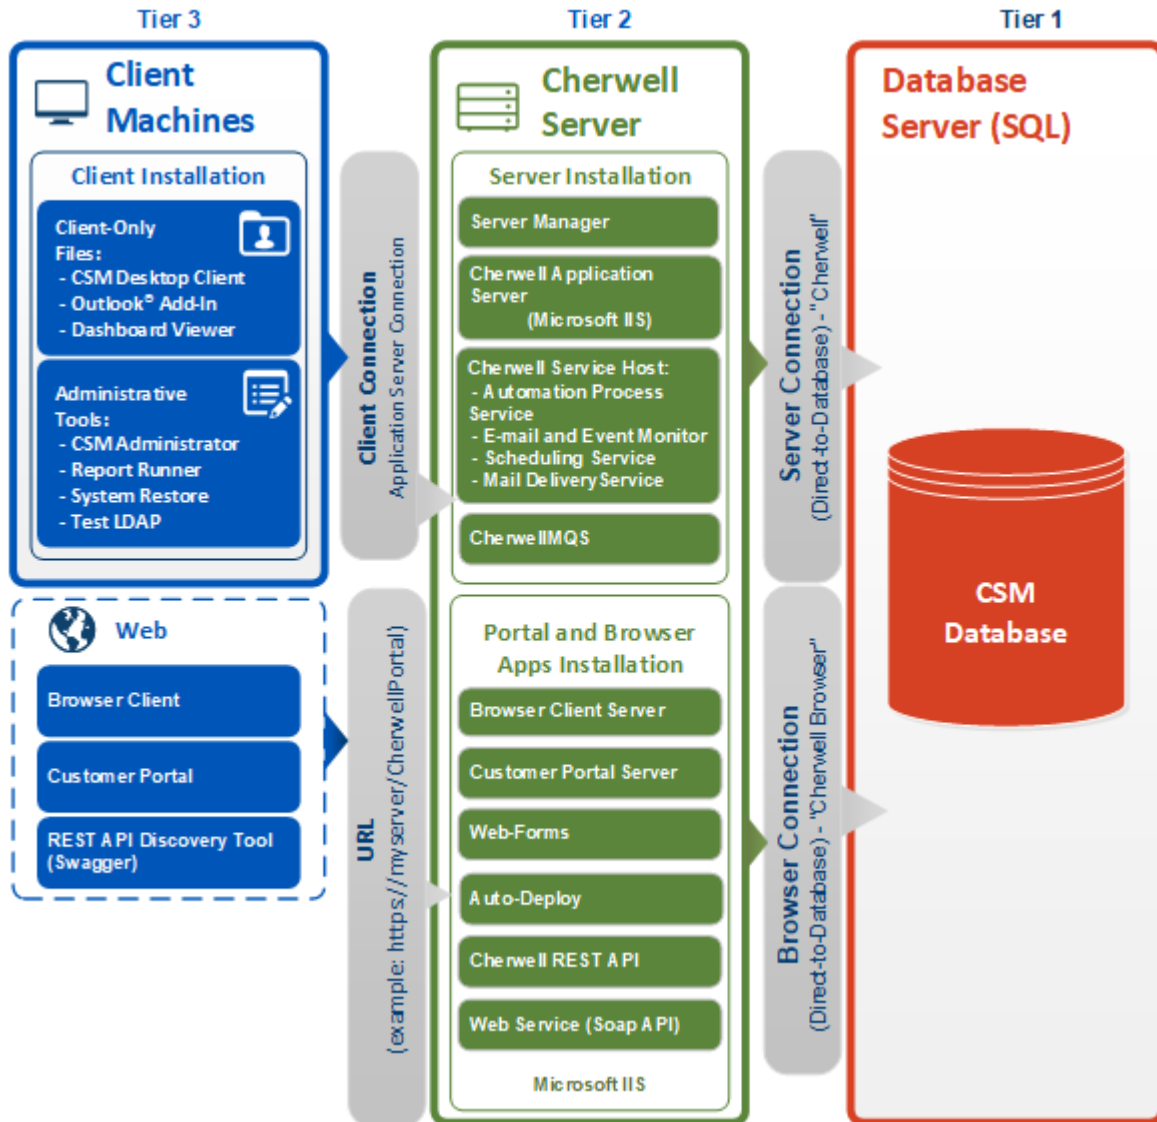 Tier 3
Tier 2
Tier 1
Client
Machines
Client Installation
Client-Only
Files:
- CSM Desktop Client
- Outlook® Add-In
- Dashboard Viewer
Administrative
Tools:
- CSM Administrator
- Report Runner
- System Restore
- Test LDAP
Web
Browser Client
Customer Portal
REST API Discovery Tool
(Swagger)
Client Connection
Application Server Connection
URL
(example: https://myserver/CherwellPortal)
Cherwell
Server
Server Installation
Server Manager
Cherwell Application
Server
(Microsoft IIS)
Cherwell Service Host:
- Automation Process
Service
- E-mail and Event Monitor
- Scheduling Service
- Mail Delivery Service
CherwellMQS
Portal and Browser
Apps Installation
Browser Client Server
Customer Portal Server
Web-Forms
Auto-Deploy
Cherwell REST API
Web Service (Soap API)
Microsoft IIS
Server Connection
(Direct-to-Database) - "Cherwell"
Browser Connection
(Direct-to-Database) - "Cherwell Browser"
Database
Server (SQL)
CSM
Database